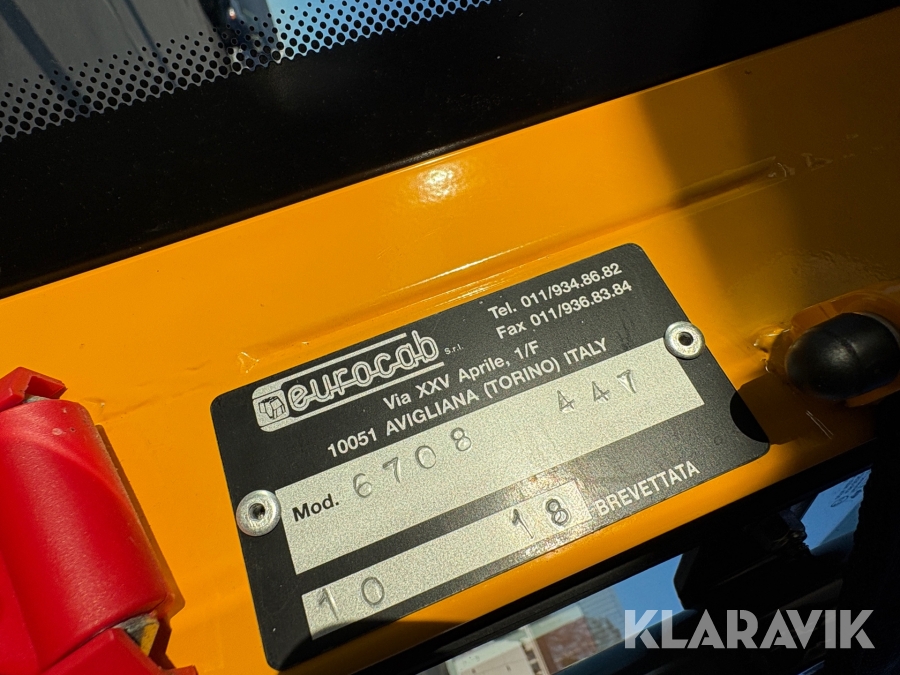 eurocab S.r.l.
Tel. 011/934.86.82
Fax 011/936.83.84
Via XXV Aprile, 1/F
10051 AVIGLIANA (TORINO) ITALY
Mod. 6708 447
10 18 BREVETTATA
KLARAVIK